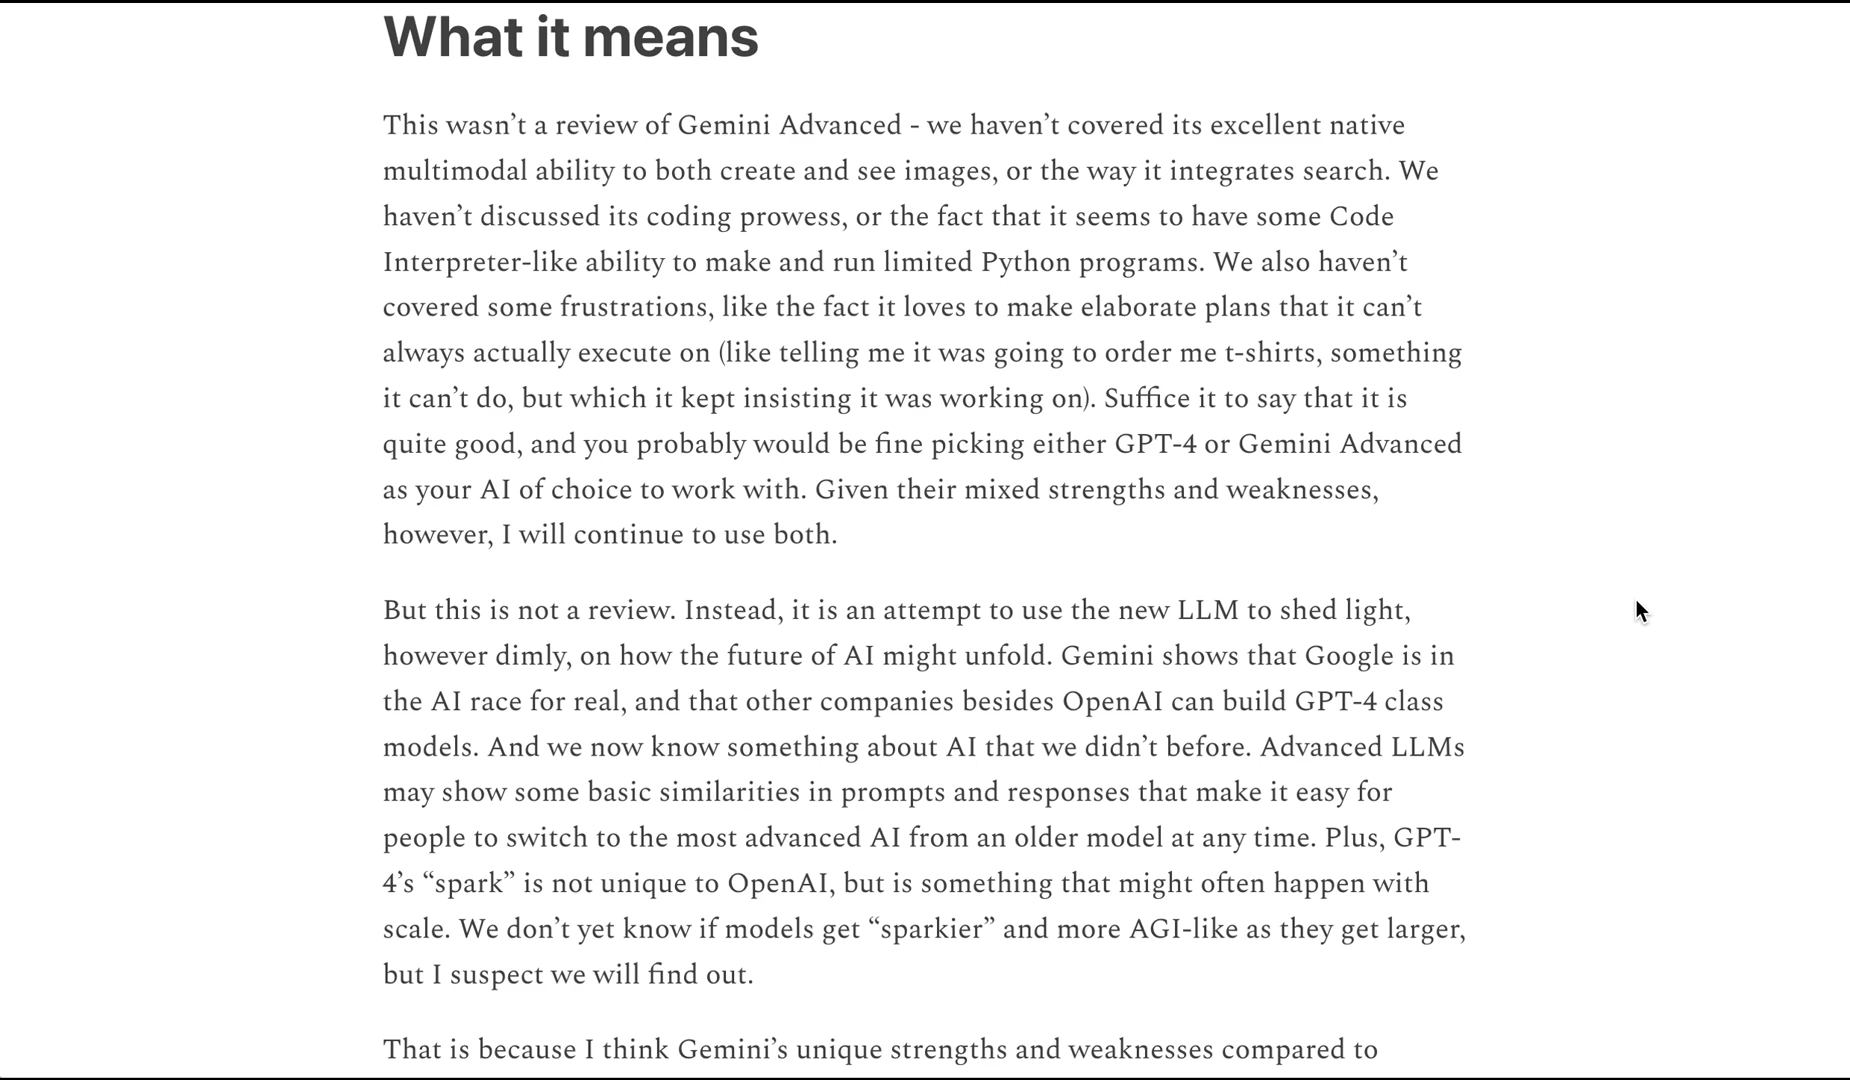 What it means
This wasn’t a review of Gemini Advanced - we haven’t covered its excellent native
multimodal ability to both create and see images, or the way it integrates search. We
haven’t discussed its coding prowess, or the fact that it seems to have some Code
Interpreter-like ability to make and run limited Python programs. We also haven’t
covered some frustrations, like the fact it loves to make elaborate plans that it can’t
always actually execute on (like telling me it was going to order me t-shirts, something
it can’t do, but which it kept insisting it was working on). Suffice it to say that it is
quite good, and you probably would be fine picking either GPT-4 or Gemini Advanced
as your AI of choice to work with. Given their mixed strengths and weaknesses,
however, I will continue to use both.
But this is not a review. Instead, it is an attempt to use the new LLM to shed light,
however dimly, on how the future of AI might unfold. Gemini shows that Google is in
the AI race for real, and that other companies besides OpenAI can build GPT-4 class
models. And we now know something about AI that we didn’t before. Advanced LLMs
may show some basic similarities in prompts and responses that make it easy for
people to switch to the most advanced AI from an older model at any time. Plus, GPT-
4’s “spark” is not unique to OpenAI, but is something that might often happen with
scale. We don’t yet know if models get “sparkier” and more AGI-like as they get larger,
but I suspect we will find out.
That is because I think Gemini’s unique strengths and weaknesses compared to